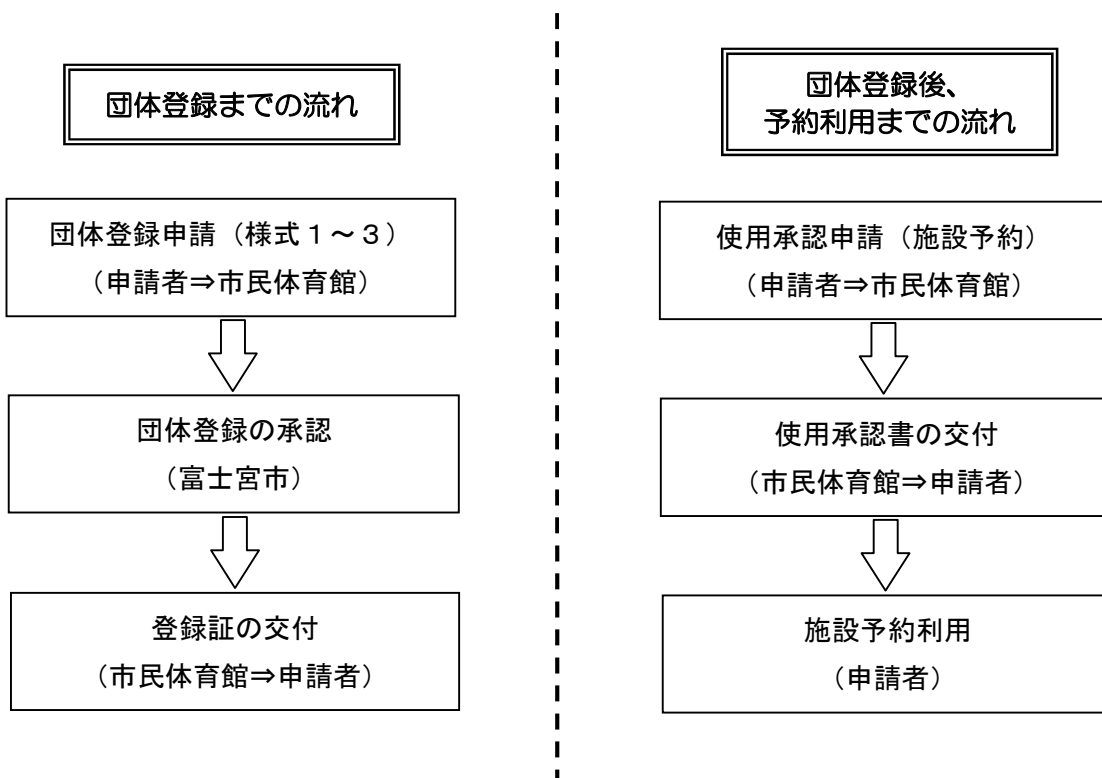 団体登録までの流れ
団体登録申請（様式１～３）
（申請者⇒市民体育館）
団体登録の承認
（富士宮市）
登録証の交付
（市民体育館⇒申請者）
団体登録後、
予約利用までの流れ
使用承認申請（施設予約）
（申請者⇒市民体育館）
使用承認書の交付
（市民体育館⇒申請者）
施設予約利用
（申請者）